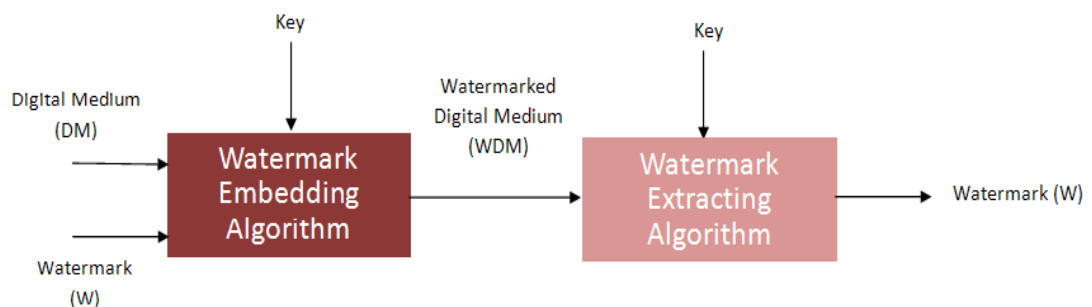 Key
Key
Digital Medium
(DM)
Watermarked
Digital Medium
(WDM)
Watermark
Embedding
Algorithm
Watermark
Extracting
Algorithm
Watermark (W)
Watermark
(W)